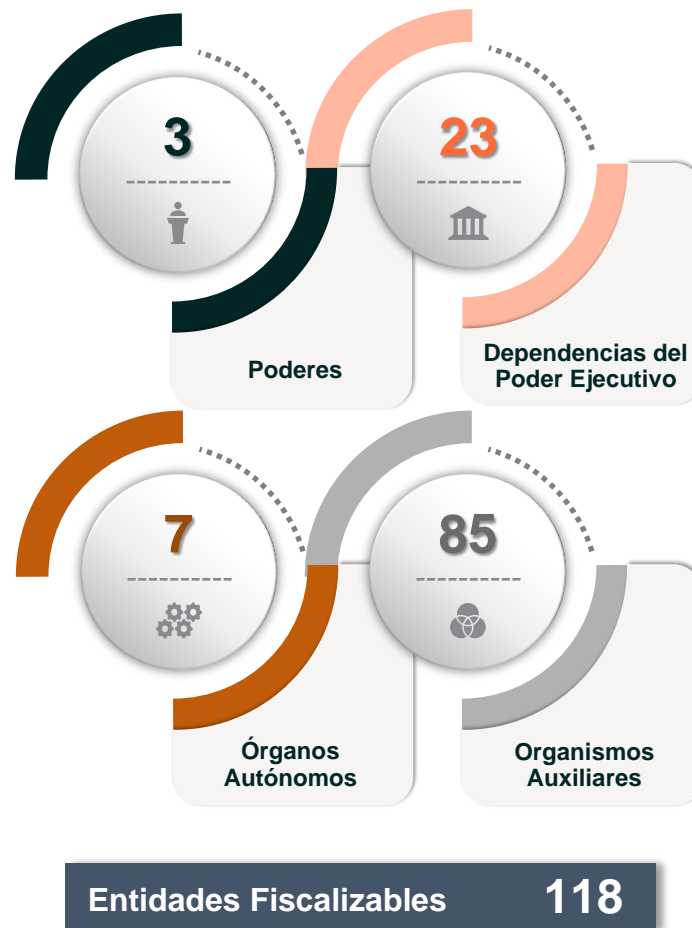 3
Poderes
23
Dependencias del
Poder Ejecutivo
7
Órganos
Autónomos
85
Organismos
Auxiliares
Entidades Fiscalizables 118